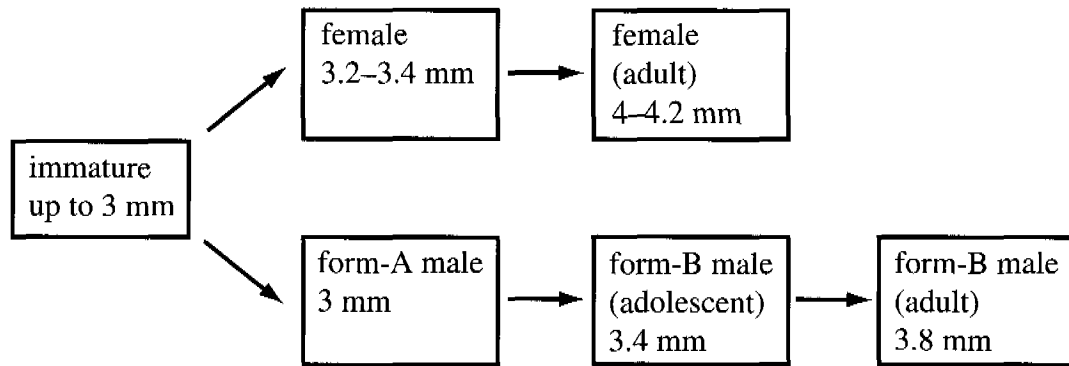 female
3.2–3.4 mm
female
(adult)
4–4.2 mm
immature
up to 3 mm
form-A male
3 mm
form-B male
(adolescent)
3.4 mm
form-B male
(adult)
3.8 mm